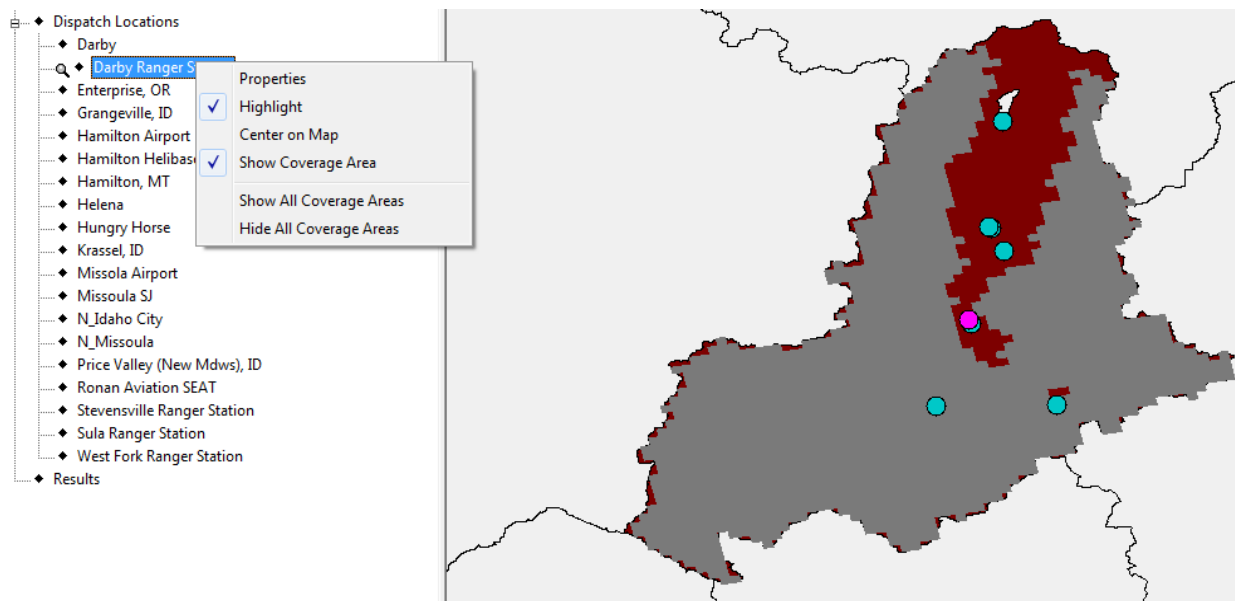 Dispatch Locations
Darby
Darby Ranger S
Enterprise, OR
Grangeville, ID
Hamilton Airport
Hamilton Helibas
Hamilton, MT
Helena
Hungry Horse
Krassel, ID
Missola Airport
Missoula SJ
N_Idaho City
N_Missoula
Price Valley (New Mdws), ID
Ronan Aviation SEAT
Stevensville Ranger Station
Sula Ranger Station
West Fork Ranger Station
Results
Properties
Highlight
Center on Map
Show Coverage Area
Show All Coverage Areas
Hide All Coverage Areas